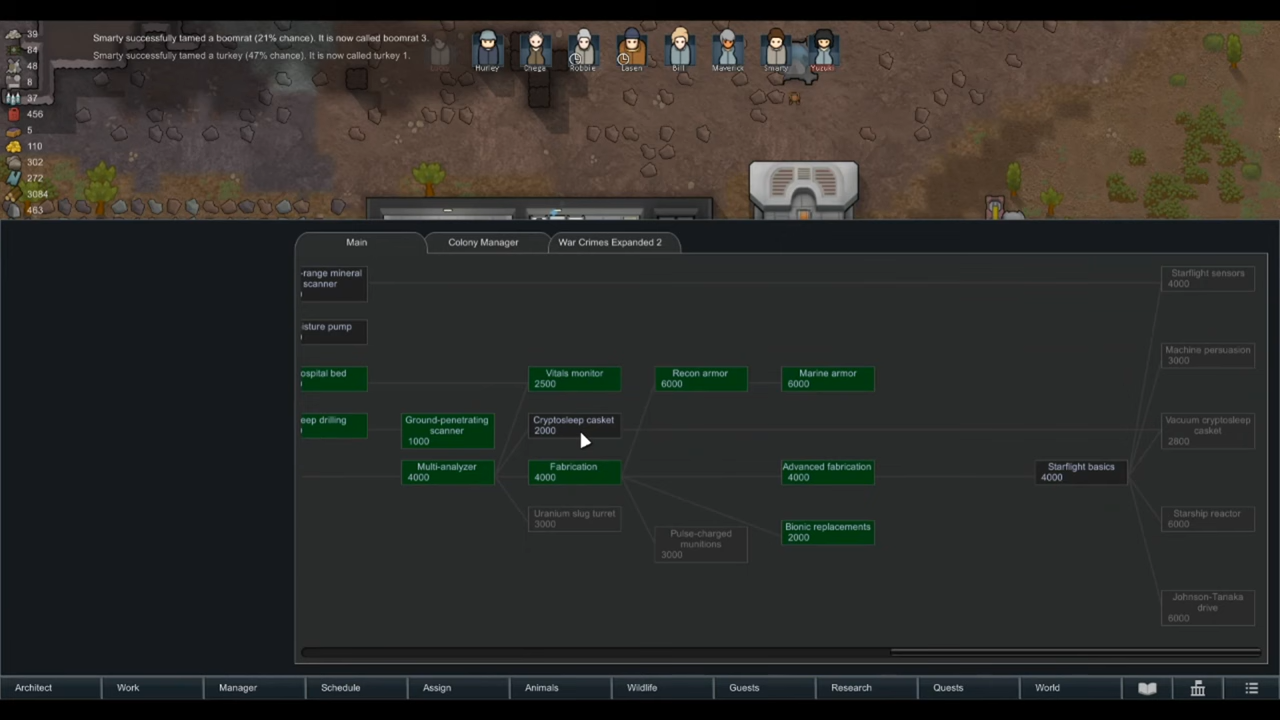 39
84
48
8
37
456
5
110
302
272
3084
463
Smarty successfully tamed a boomrat (21% chance). It is now called boomrat 3.
Smarty successfully tamed a turkey (47% chance). It is now called turkey 1.
Hurley
Cheza
Robbie
Lasen
Bill
Maverick
Smarty
Yuzuki
Main
Colony Manager
War Crimes Expanded 2
-range mineral
scanner
isture pump
ospital bed
eep drilling
Ground-penetrating
scanner
1000
Multi-analyzer
4000
Vitals monitor
2500
Cryptosleep casket
2000
Fabrication
4000
Uranium slug turret
3000
Recon armor
6000
Pulse-charged
munitions
3000
Marine armor
6000
Advanced fabrication
4000
Bionic replacements
2000
Starflight basics
4000
Starflight sensors
4000
Machine persuasion
3000
Vacuum cryptosleep
casket
2800
Starship reactor
6000
Johnson-Tanaka
drive
6000
Architect
Work
Manager
Schedule
Assign
Animals
Wildlife
Guests
Research
Quests
World